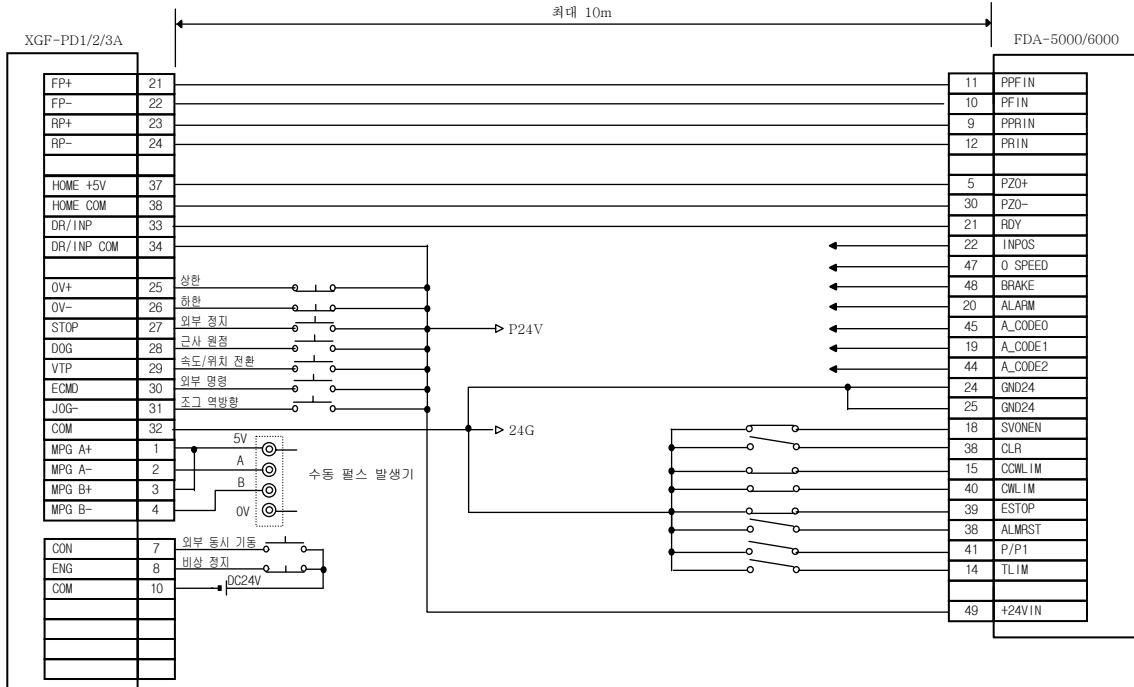 최대 10m
XGF-PD1/2/3A
FDA-5000/6000
FP+ 21 11 PPFIN
FP- 22 10 PFIN
RP+ 23 9 PPRIN
RP- 24 12 PRIN
HOME +5V 37 5 PZO+
HOME COM 38 30 PZO-
DR/INP 33 21 RDY
DR/INP COM 34 22 INPOS
47 0 SPEED
OV+ 25 상한 48 BRAKE
OV- 26 하한 20 ALARM
STOP 27 외부 정지 P24V 45 A_CODE0
DOG 28 근사 원점 19 A_CODE1
VTP 29 속도/위치 전환 44 A_CODE2
ECMD 30 외부 명령 24 GND24
JOG- 31 조그 역방향 25 GND24
COM 32 24G 18 SVONEN
MPG A+ 1 5V 38 CLR
MPG A- 2 A 수동 펄스 발생기 15 CCWLIM
MPG B+ 3 B 40 CWLIM
MPG B- 4 0V 39 ESTOP
38 ALMRST
CON 7 외부 동시 기동 41 P/P1
ENG 8 비상 정지 14 TLIM
COM 10 DC24V
49 +24VIN